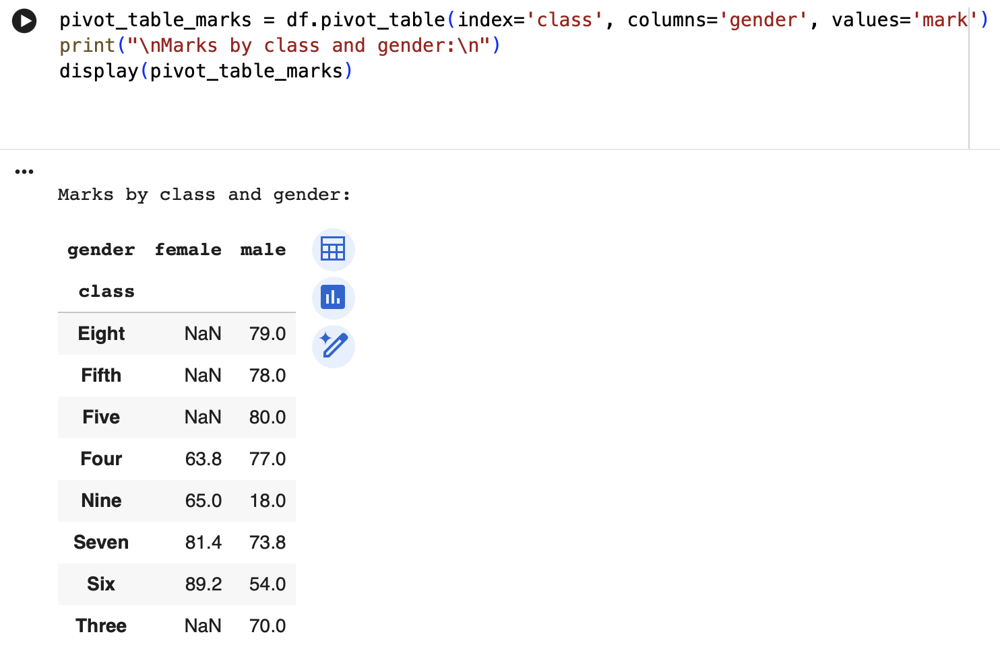 pivot_table_marks = df.pivot_table(index='class', columns='gender', values='mark')
print("\nMarks by class and gender:\n")
display(pivot_table_marks)
Marks by class and gender:
gender female male
class
Eight NaN 79.0
Fifth NaN 78.0
Five NaN 80.0
Four 63.8 77.0
Nine 65.0 18.0
Seven 81.4 73.8
Six 89.2 54.0
Three NaN 70.0